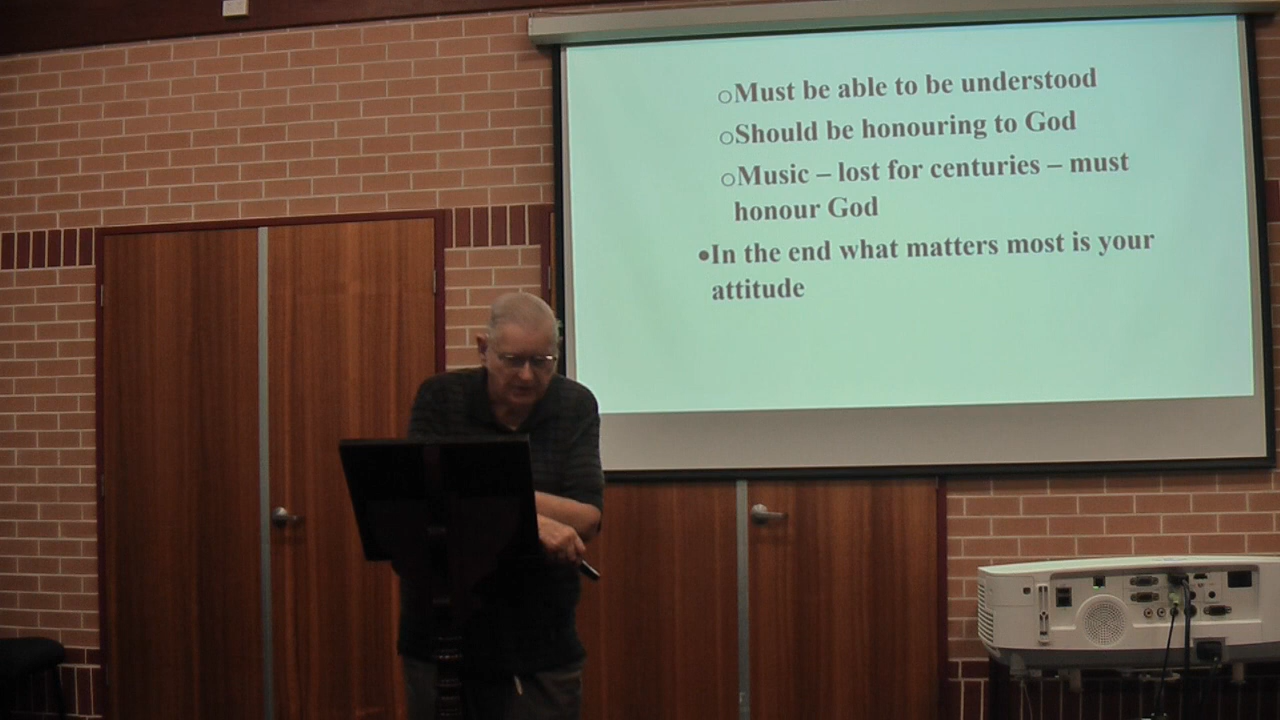 ○Must be able to be understood
○Should be honouring to God
○Music – lost for centuries – must
honour God
•In the end what matters most is your
attitude